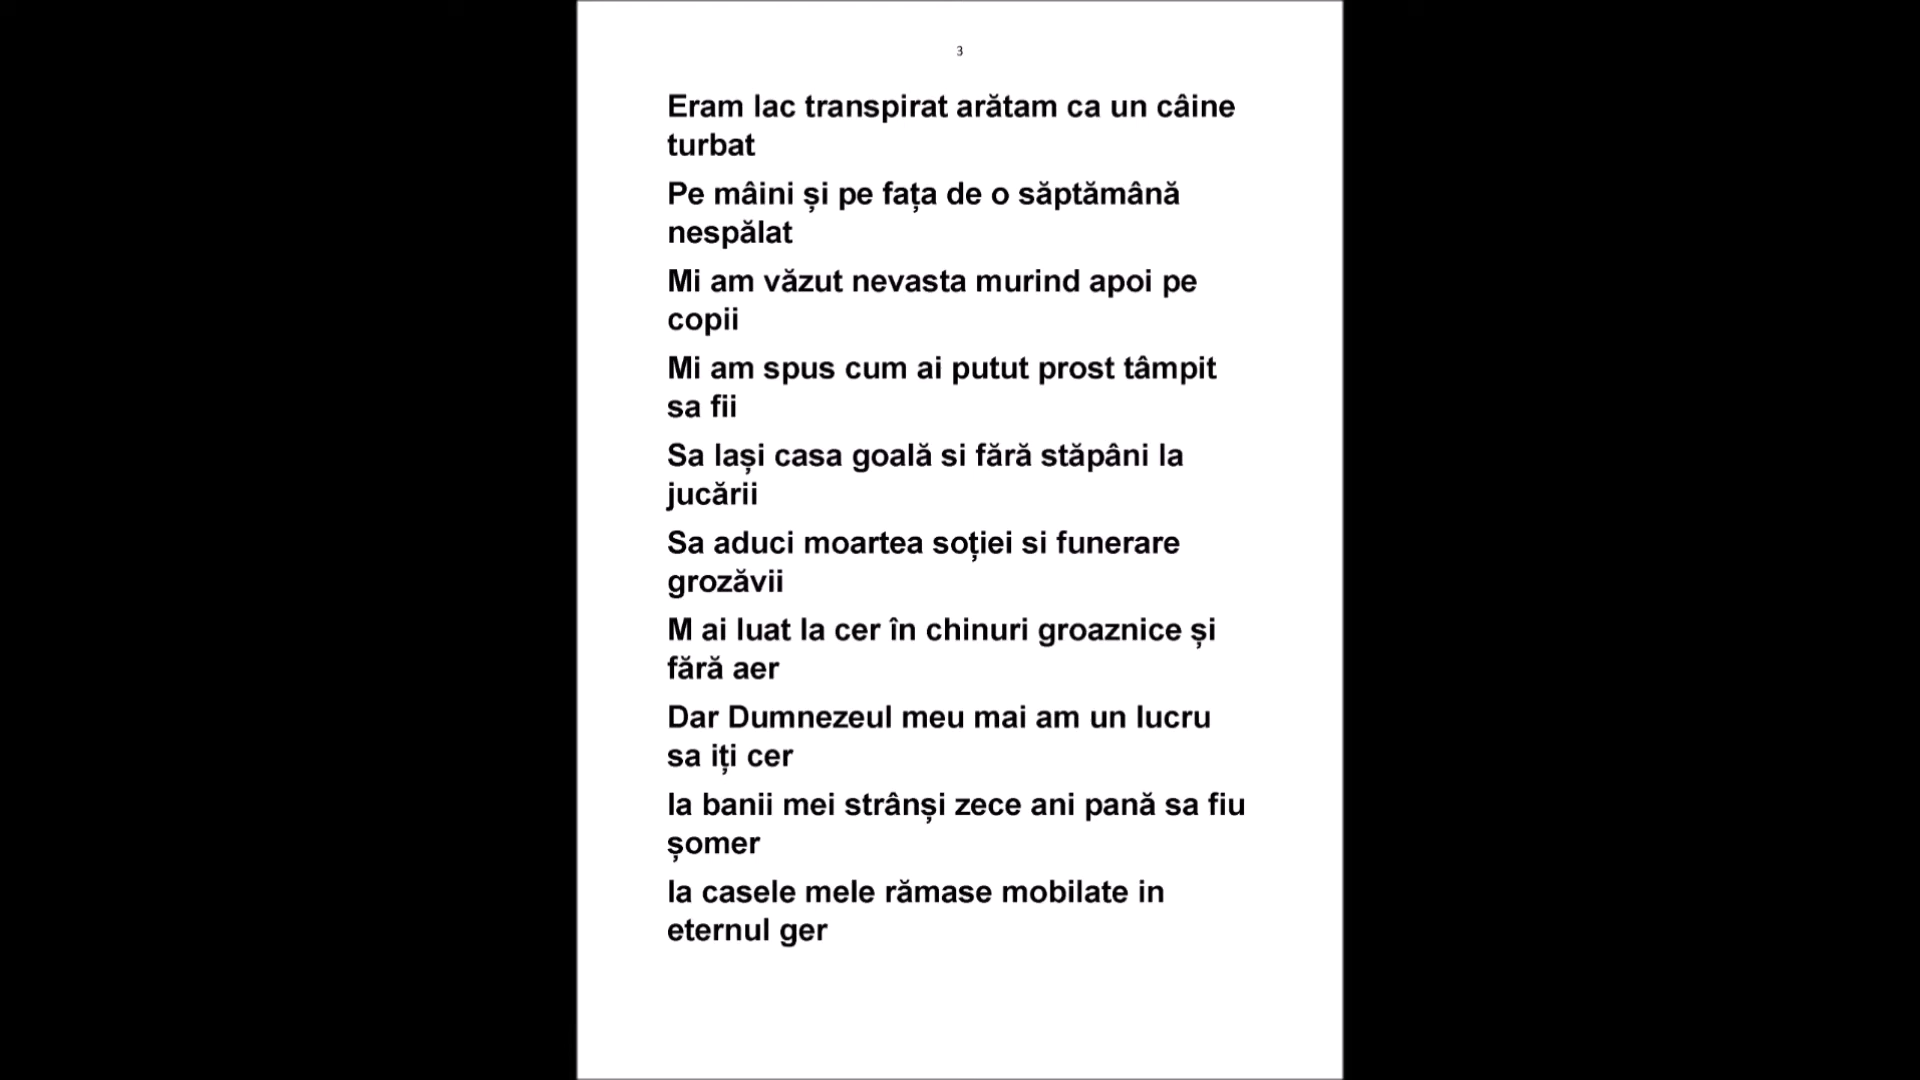 3
Eram lac transpirat arătam ca un câine
turbat
Pe mâini și pe fața de o săptămână
nespălat
Mi am văzut nevasta murind apoi pe
copii
Mi am spus cum ai putut prost tâmpit
sa fii
Sa lași casa goală si fără stăpâni la
jucării
Sa aduci moartea soției si funerare
grozăvii
M ai luat la cer în chinuri groaznice și
fără aer
Dar Dumnezeul meu mai am un lucru
sa iți cer
Ia banii mei strânși zece ani pană sa fiu
șomer
Ia casele mele rămase mobilate in
eternul ger